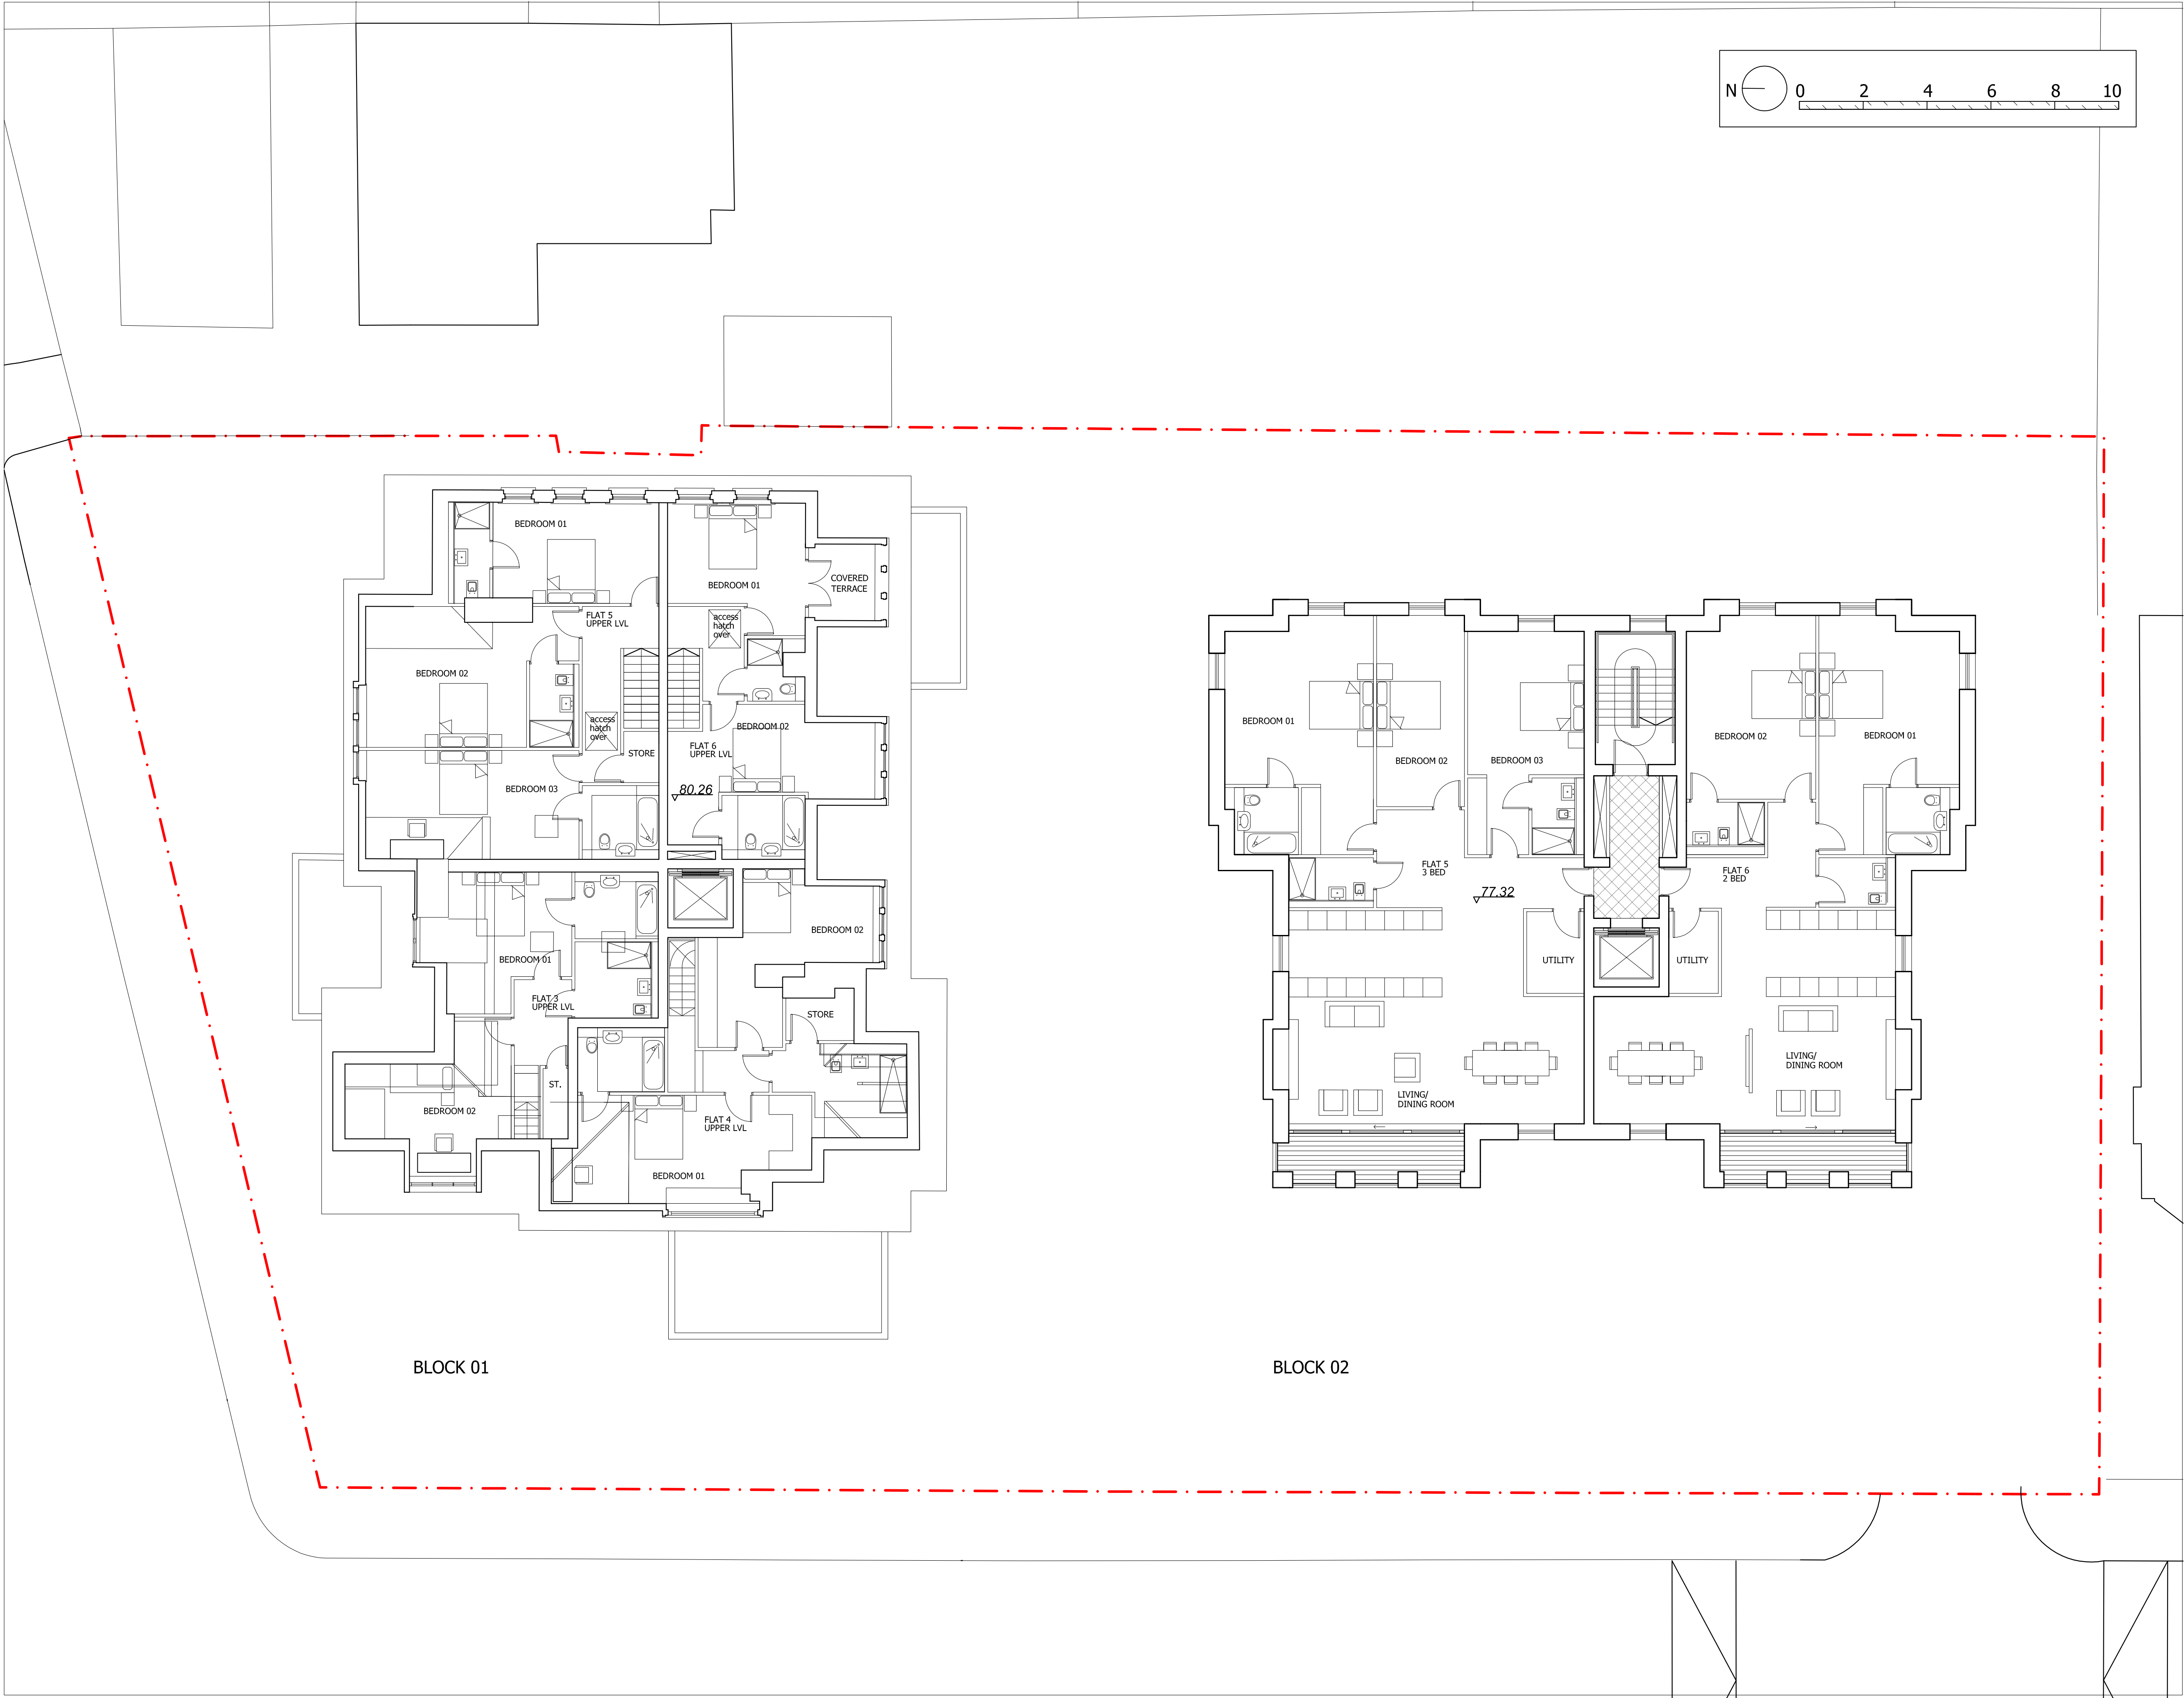 N
0 2 4 6 8 10
BEDROOM 01
BEDROOM 01
COVERED
TERRACE
FLAT 5
UPPER LVL
access
hatch
over
BEDROOM 02
access
hatch
over
STORE
BEDROOM 02
FLAT 6
UPPER LVL
80.26
BEDROOM 03
BEDROOM 02
BEDROOM 01
FLAT 3
UPPER LVL
STORE
ST.
BEDROOM 02
FLAT 4
UPPER LVL
BEDROOM 01
BLOCK 01
BEDROOM 01
BEDROOM 02
BEDROOM 03
BEDROOM 02
BEDROOM 01
FLAT 5
3 BED
77.32
FLAT 6
2 BED
UTILITY
UTILITY
LIVING/
DINING ROOM
LIVING/
DINING ROOM
BLOCK 02